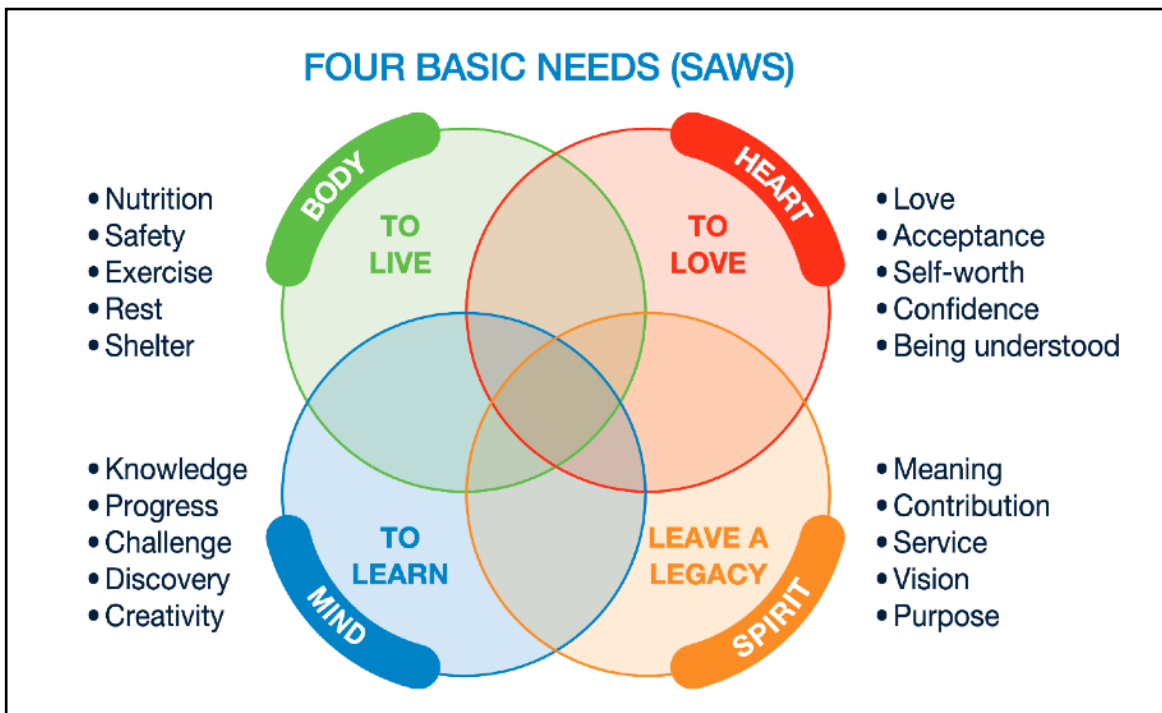 FOUR BASIC NEEDS (SAWS)
BODY
TO
LIVE
• Nutrition
• Safety
• Exercise
• Rest
• Shelter
HEART
TO
LOVE
• Love
• Acceptance
• Self-worth
• Confidence
• Being understood
MIND
TO
LEARN
• Knowledge
• Progress
• Challenge
• Discovery
• Creativity
SPIRIT
LEAVE A
LEGACY
• Meaning
• Contribution
• Service
• Vision
• Purpose